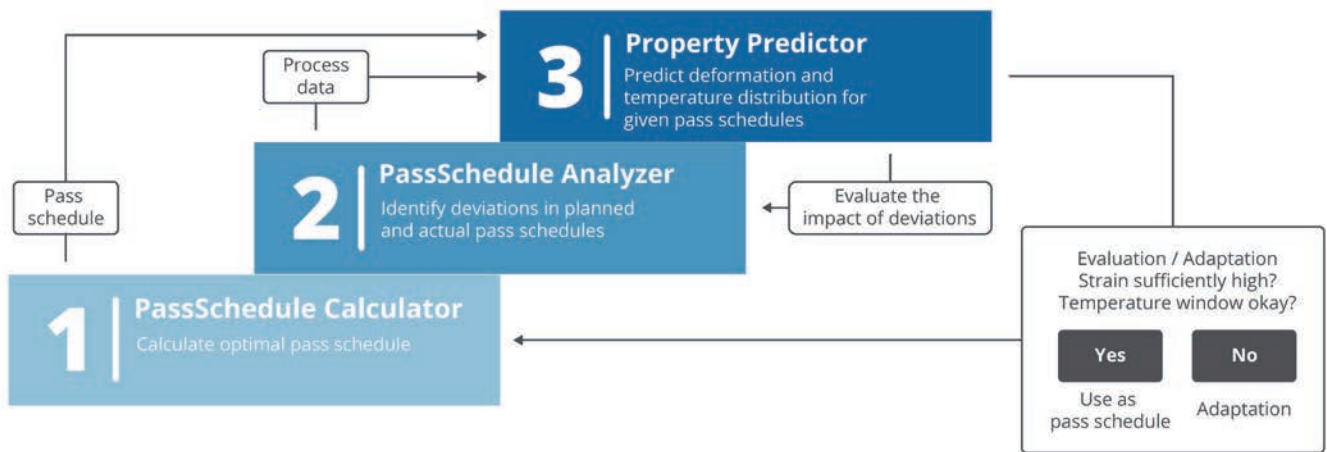 3
Property Predictor
Predict deformation and
temperature distribution for
given pass schedules
Process
data
2
PassSchedule Analyzer
Identify deviations in planned
and actual pass schedules
Pass
schedule
Evaluate the
impact of deviations
1
PassSchedule Calculator
Calculate optimal pass schedule
Evaluation / Adaptation
Strain sufficiently high?
Temperature window okay?
Yes
No
Use as
pass schedule
Adaptation